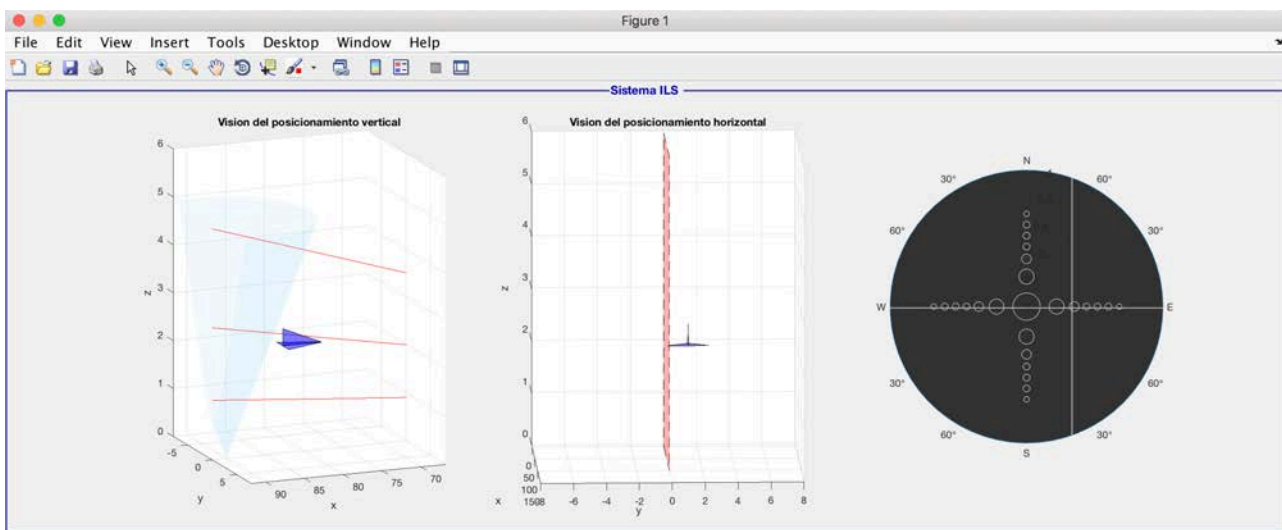 Figure 1
File Edit View Insert Tools Desktop Window Help
Sistema ILS
Vision del posicionamiento vertical
6
5
4
3
2
1
0
z
-5
0
5
y
90
85
80
75
70
x
Vision del posicionamiento horizontal
6
5
4
3
2
1
0
z
0
50
100
x
-6
-4
-2
0
2
4
6
8
y
N
30°
60°
60°
30°
W
E
30°
60°
60°
30°
S